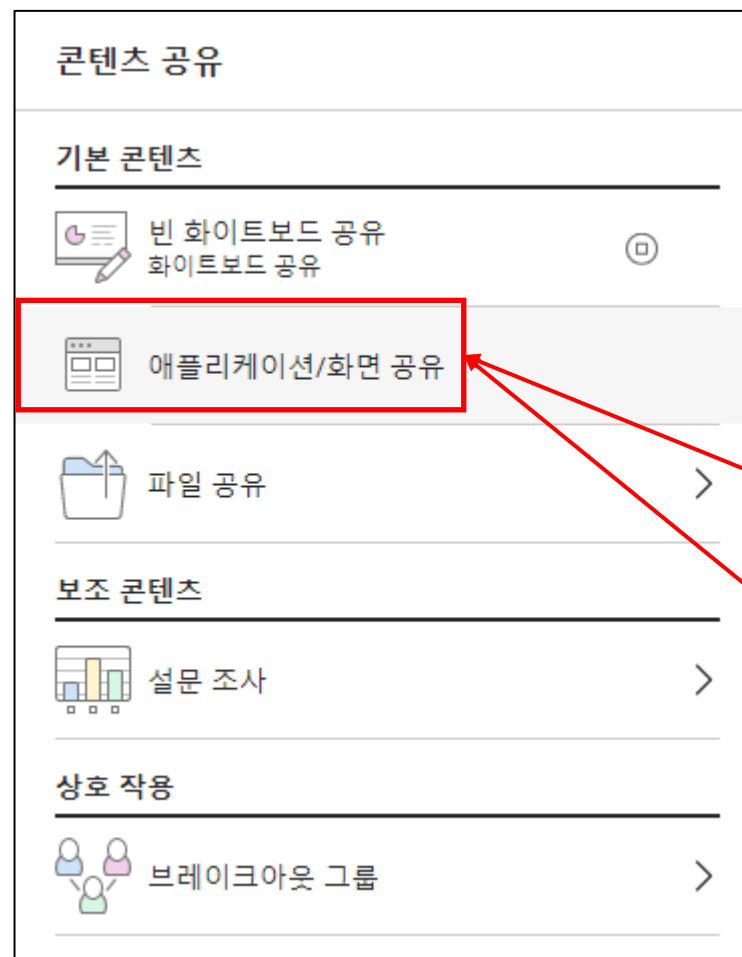 콘텐츠 공유
기본 콘텐츠
빈 화이트보드 공유
화이트보드 공유
애플리케이션/화면 공유
파일 공유
보조 콘텐츠
설문 조사
상호 작용
브레이크아웃 그룹